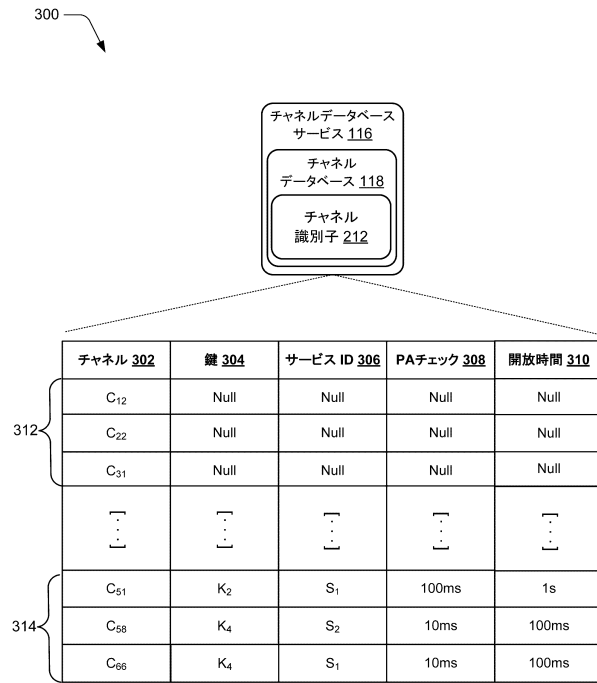 300
チャネルデータベース
サービス 116
チャネル
データベース 118
チャネル
識別子 212
チャネル 302 鍵 304 サービス ID 306 PAチェック 308 開放時間 310
312
C₁₂ Null Null Null Null
C₂₂ Null Null Null Null
C₃₁ Null Null Null Null
[...] [...] [...] [...] [...]
314
C₅₁ K₂ S₁ 100ms 1s
C₅₈ K₄ S₂ 10ms 100ms
C₆₆ K₄ S₁ 10ms 100ms